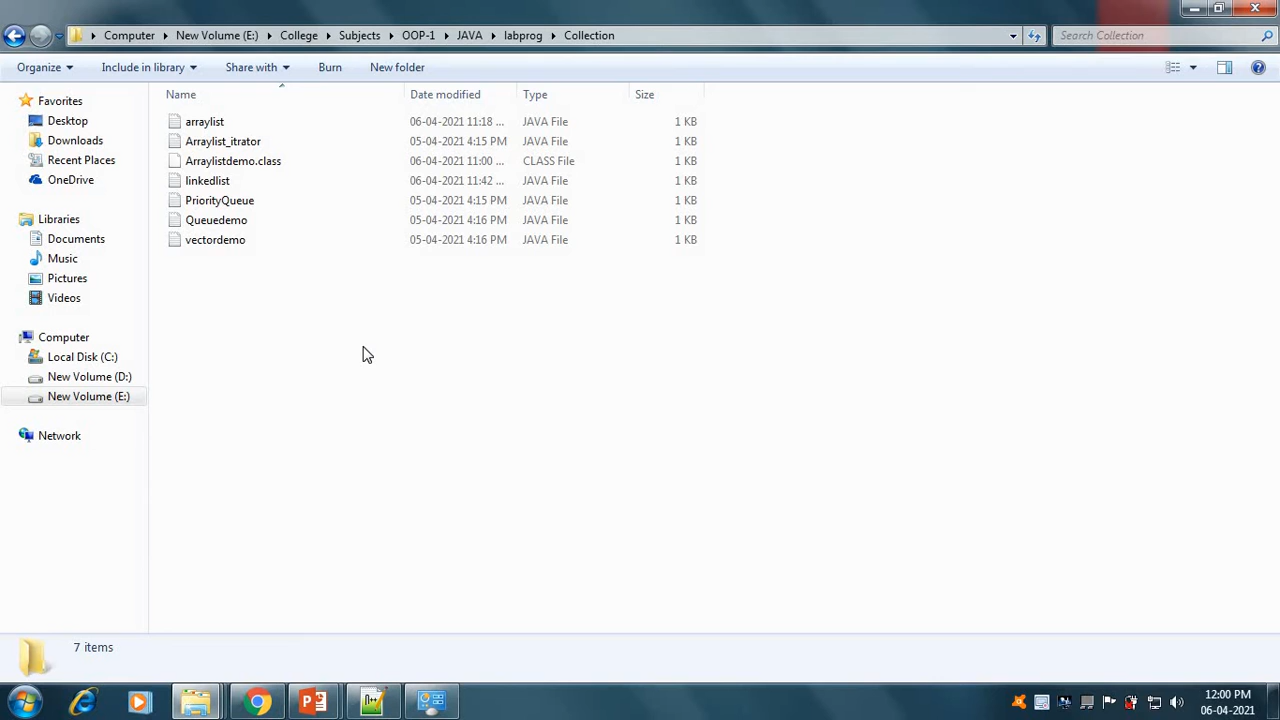 Computer New Volume (E:) College Subjects OOP-1 JAVA labprog Collection Search Collection
Organize Include in library Share with Burn New folder
Name Date modified Type Size
Favorites
Desktop
Downloads
Recent Places
OneDrive
Libraries
Documents
Music
Pictures
Videos
Computer
Local Disk (C:)
New Volume (D:)
New Volume (E:)
Network
arraylist 06-04-2021 11:18 ... JAVA File 1 KB
Arraylist_itrator 05-04-2021 4:15 PM JAVA File 1 KB
Arraylistdemo.class 06-04-2021 11:00 ... CLASS File 1 KB
linkedlist 06-04-2021 11:42 ... JAVA File 1 KB
PriorityQueue 05-04-2021 4:15 PM JAVA File 1 KB
Queuedemo 05-04-2021 4:16 PM JAVA File 1 KB
vectordemo 05-04-2021 4:16 PM JAVA File 1 KB
7 items
12:00 PM
06-04-2021